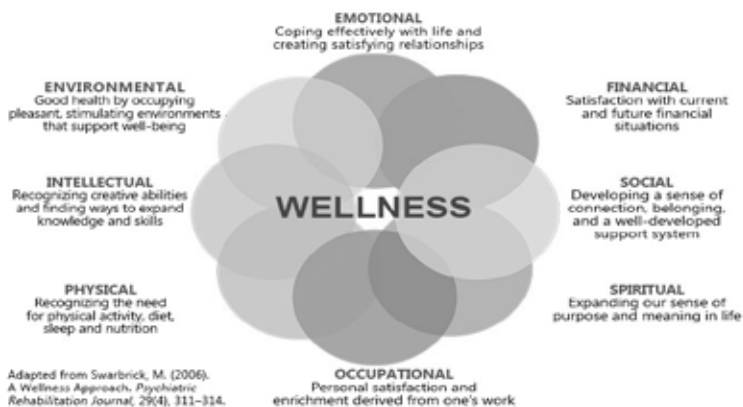 EMOTIONAL
Coping effectively with life and
creating satisfying relationships
ENVIRONMENTAL
Good health by occupying
pleasant, stimulating environments
that support well-being
FINANCIAL
Satisfaction with current
and future financial
situations
INTELLECTUAL
Recognizing creative abilities
and finding ways to expand
knowledge and skills
WELLNESS
SOCIAL
Developing a sense of
connection, belonging,
and a well-developed
support system
PHYSICAL
Recognizing the need
for physical activity, diet,
sleep and nutrition
SPIRITUAL
Expanding our sense of
purpose and meaning in life
OCCUPATIONAL
Personal satisfaction and
enrichment derived from one's work
Adapted from Swarbrick, M. (2006).
A Wellness Approach. Psychiatric
Rehabilitation Journal, 29(4), 311–314.